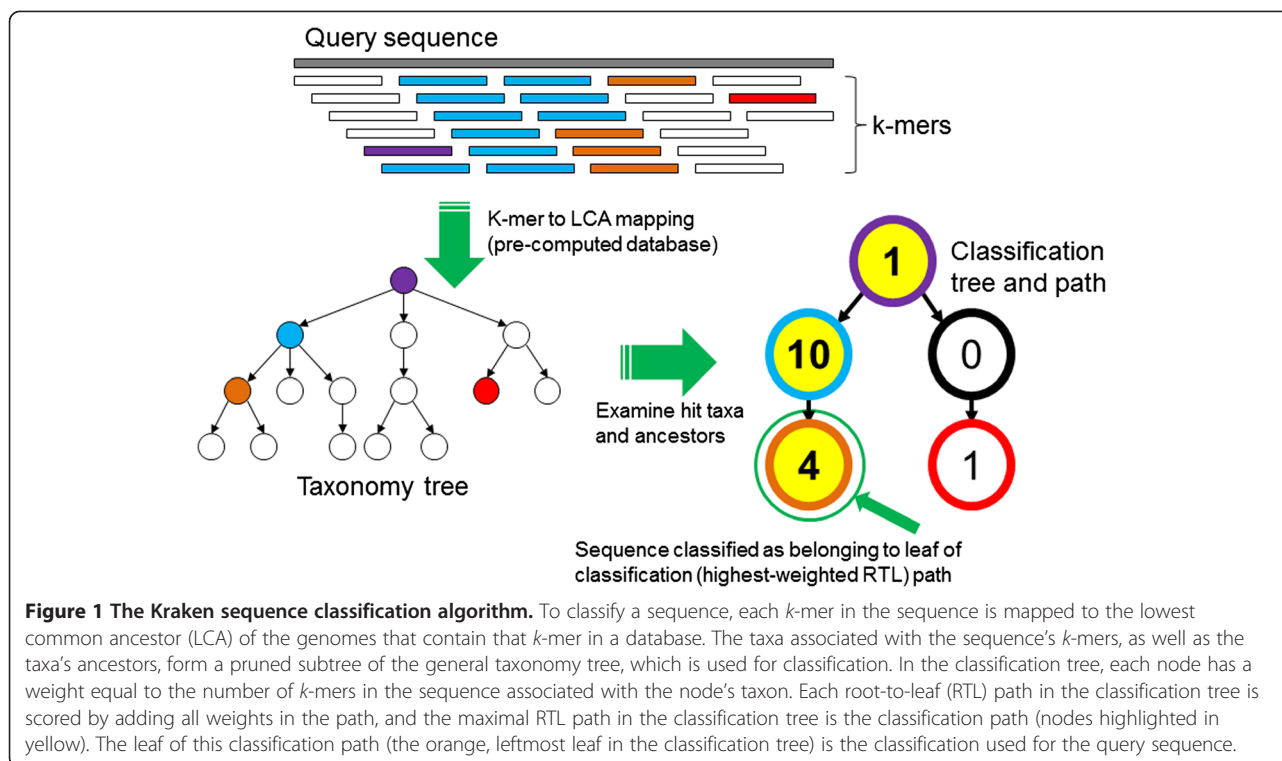 Query sequence
k-mers
K-mer to LCA mapping
(pre-computed database)
1
Classification
tree and path
10
0
Examine hit taxa
and ancestors
4
1
Taxonomy tree
Sequence classified as belonging to leaf of
classification (highest-weighted RTL) path
Figure 1 The Kraken sequence classification algorithm. To classify a sequence, each k-mer in the sequence is mapped to the lowest
common ancestor (LCA) of the genomes that contain that k-mer in a database. The taxa associated with the sequence's k-mers, as well as the
taxa's ancestors, form a pruned subtree of the general taxonomy tree, which is used for classification. In the classification tree, each node has a
weight equal to the number of k-mers in the sequence associated with the node's taxon. Each root-to-leaf (RTL) path in the classification tree is
scored by adding all weights in the path, and the maximal RTL path in the classification tree is the classification path (nodes highlighted in
yellow). The leaf of this classification path (the orange, leftmost leaf in the classification tree) is the classification used for the query sequence.